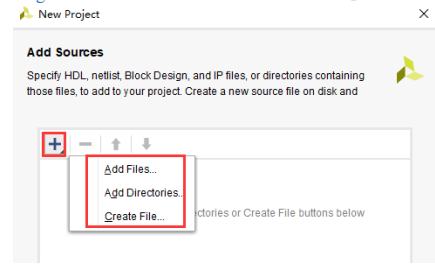 New Project
Add Sources
Specify HDL, netlist, Block Design, and IP files, or directories containing
those files, to add to your project. Create a new source file on disk and
Add Files...
Add Directories..
ectories or Create File buttons below
Create File...